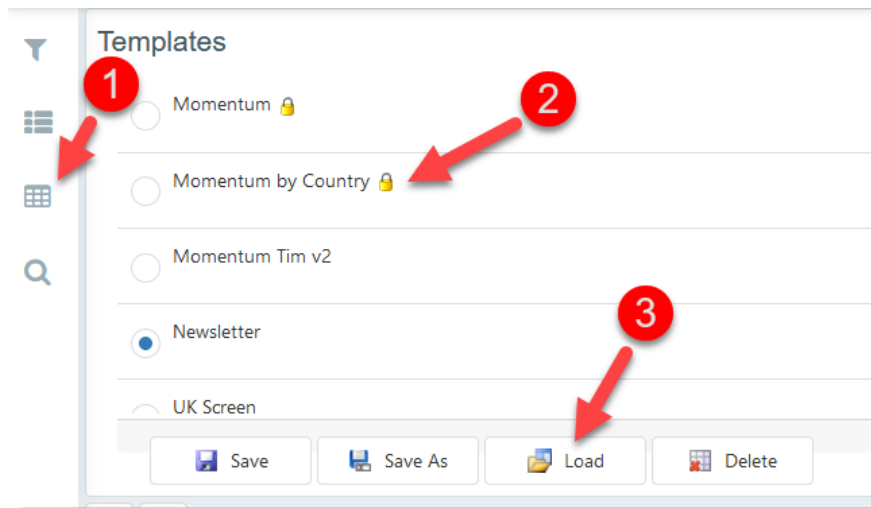 Templates
1
Momentum
2
Momentum by Country
Momentum Tim v2
3
Newsletter
UK Screen
Save
Save As
Load
Delete